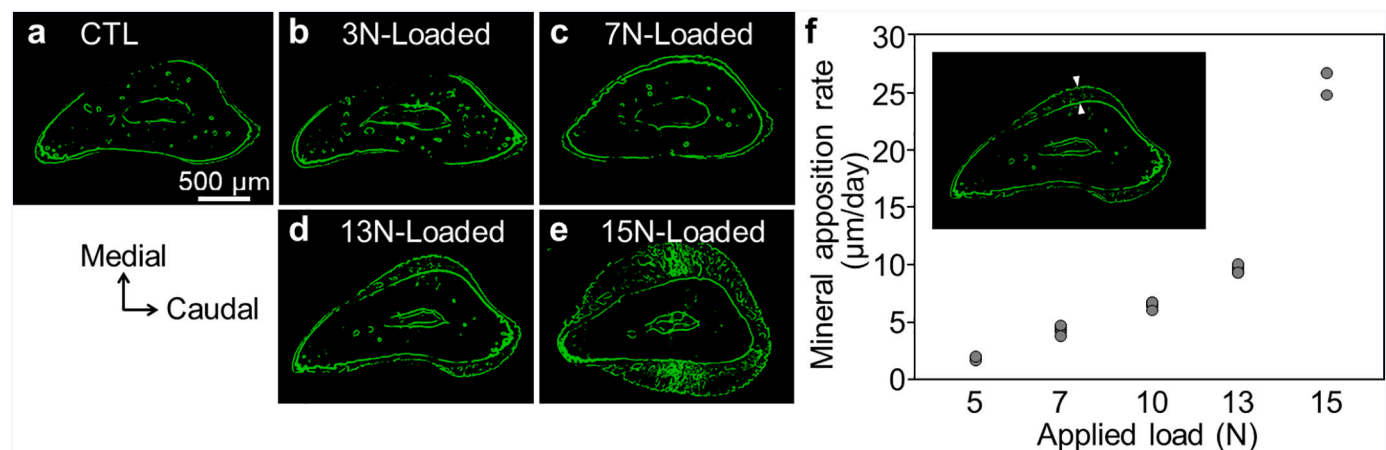 a CTL
500 µm
b 3N-Loaded
c 7N-Loaded
Medial
Caudal
d 13N-Loaded
e 15N-Loaded
f
Mineral apposition rate
(µm/day)
30
25
20
15
10
5
0
5 7 10 13 15
Applied load (N)